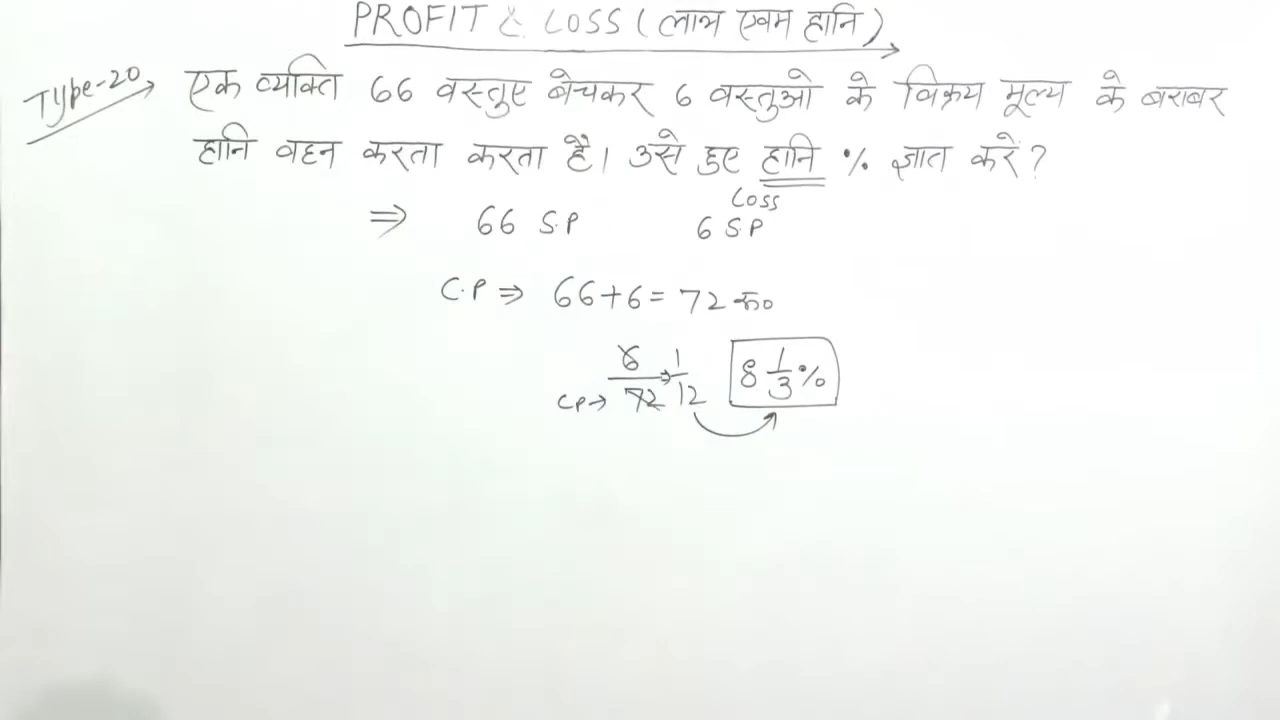 PROFIT & LOSS (लाभ एवम हानि)
Type-20 एक व्यक्ति 66 वस्तुए बेचकर 6 वस्तुओ के विक्रय मूल्य के बराबर
हानि वहन करता करता है। उसे हुए हानि % ज्ञात करें?
Loss
⇒ 66 S.P 6 S.P
C.P ⇒ 66+6 = 72 रू०
6 → 1 8 1/3 %
CP→ 72 12